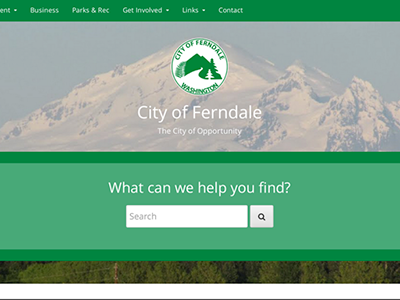 ent Business Parks & Rec Get Involved Links Contact
CITY OF FERNDALE
WASHINGTON
City of Ferndale
The City of Opportunity
What can we help you find?
Search